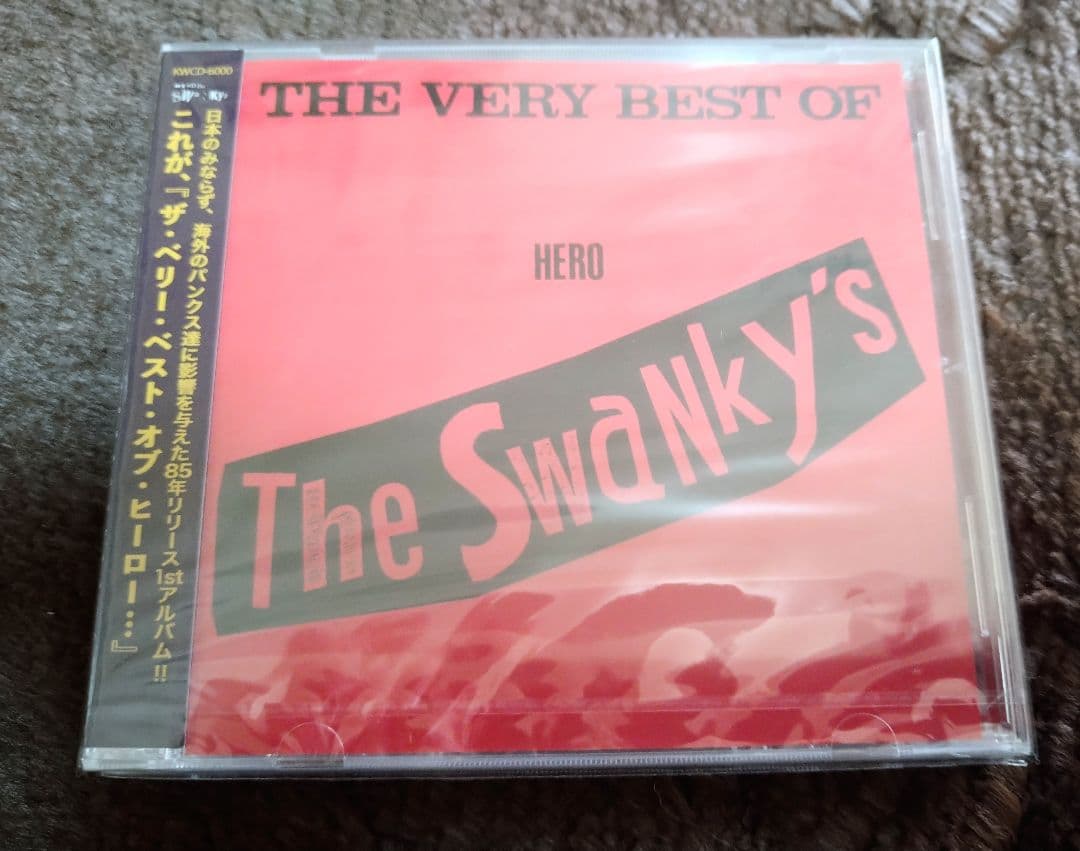 KWCD-6000
日本のみならず、海外のパンクス達に影響を与えた85年リリース1stアルバム!!
これが、『ザ・ベリー・ベスト・オブ・ヒーロー…』
THE VERY BEST OF
HERO
The Swanky's